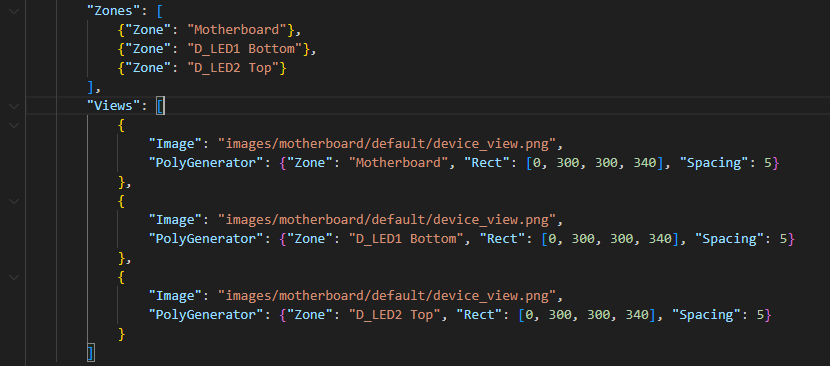 "Zones": [
{"Zone": "Motherboard"},
{"Zone": "D_LED1 Bottom"},
{"Zone": "D_LED2 Top"}
],
"Views": [
{
"Image": "images/motherboard/default/device_view.png",
"PolyGenerator": {"Zone": "Motherboard", "Rect": [0, 300, 300, 340], "Spacing": 5}
},
{
"Image": "images/motherboard/default/device_view.png",
"PolyGenerator": {"Zone": "D_LED1 Bottom", "Rect": [0, 300, 300, 340], "Spacing": 5}
},
{
"Image": "images/motherboard/default/device_view.png",
"PolyGenerator": {"Zone": "D_LED2 Top", "Rect": [0, 300, 300, 340], "Spacing": 5}
}
]